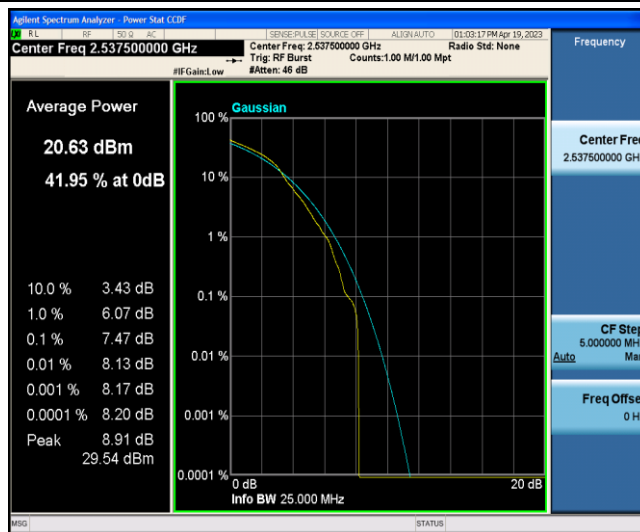 Agilent Spectrum Analyzer - Power Stat CCDF
RL RF 50 Ω AC SENSE:PULSE SOURCE OFF ALIGN AUTO 01:03:17 PM Apr 19, 2023
Center Freq 2.537500000 GHz
Center Freq: 2.537500000 GHz Radio Std: None
Trig: RF Burst Counts:1.00 M/1.00 Mpt
#IFGain:Low #Atten: 46 dB
Frequency
Average Power
20.63 dBm
41.95 % at 0dB
10.0 % 3.43 dB
1.0 % 6.07 dB
0.1 % 7.47 dB
0.01 % 8.13 dB
0.001 % 8.17 dB
0.0001 % 8.20 dB
Peak 8.91 dB
29.54 dBm
Gaussian
100 %
10 %
1 %
0.1 %
0.01 %
0.001 %
0.0001 %
0 dB 20 dB
Info BW 25.000 MHz
Center Fre
2.537500000 GH
CF Step
5.000000 MH
Auto Ma
Freq Offse
0 H
MSG STATUS